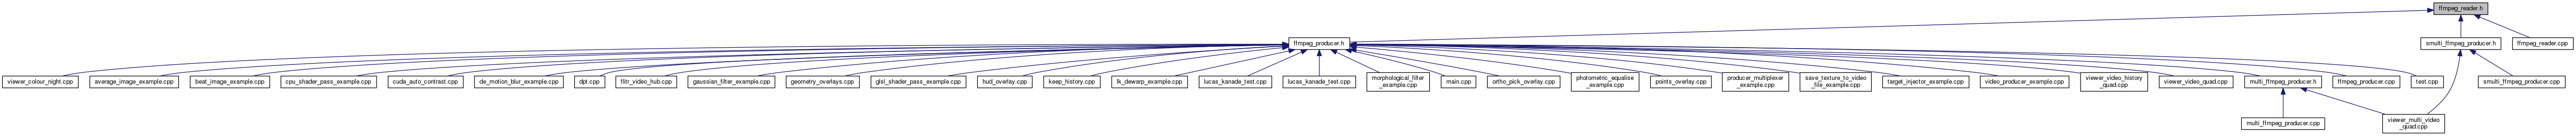 ffmpeg_reader.h
ffmpeg_producer.h
smulti_ffmpeg_producer.h
ffmpeg_reader.cpp
viewer_colour_right.cpp
average_image_example.cpp
beat_image_example.cpp
cpu_shader_pass_example.cpp
cuda_auto_contrast.cpp
de_motion_blur_example.cpp
dpt.cpp
filtr_video_hub.cpp
gaussian_filter_example.cpp
geometry_overlays.cpp
glsl_shader_pass_example.cpp
hud_overlay.cpp
keep_history.cpp
lk_dewarp_example.cpp
lucas_kanade_test.cpp
lucas_kanade_test.cpp
morphological_filter
_example.cpp
main.cpp
ortho_pick_overlay.cpp
photometric_equalise
_example.cpp
points_overlay.cpp
producer_multiplexer
_example.cpp
save_texture_to_video
_file_example.cpp
target_injector_example.cpp
video_producer_example.cpp
viewer_video_history
_quad.cpp
viewer_video_quad.cpp
multi_ffmpeg_producer.h
ffmpeg_producer.cpp
test.cpp
smulti_ffmpeg_producer.cpp
multi_ffmpeg_producer.cpp
viewer_multi_video
_quad.cpp